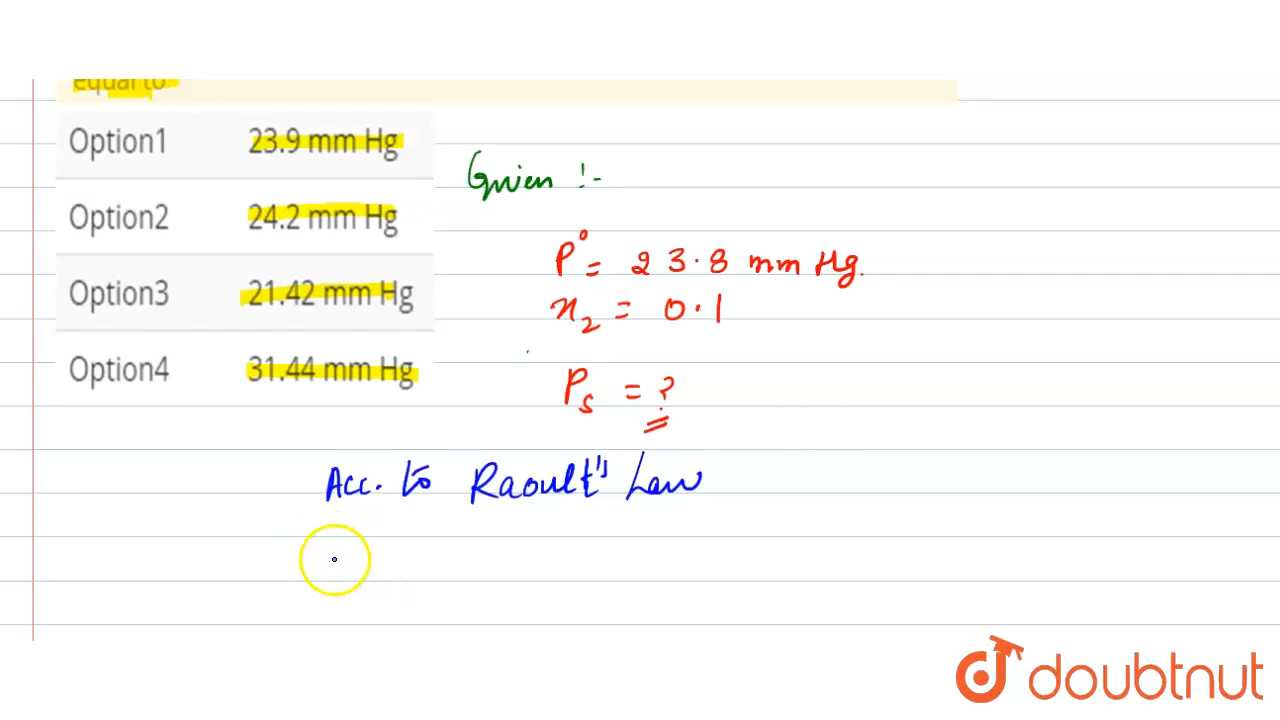 equal to
Option1 23.9 mm Hg
Option2 24.2 mm Hg
Option3 21.42 mm Hg
Option4 31.44 mm Hg
Given :-
P° = 23.8 mm Hg.
x₂ = 0.1
Ps = ?
Acc. to Raoult's Law
doubtnut